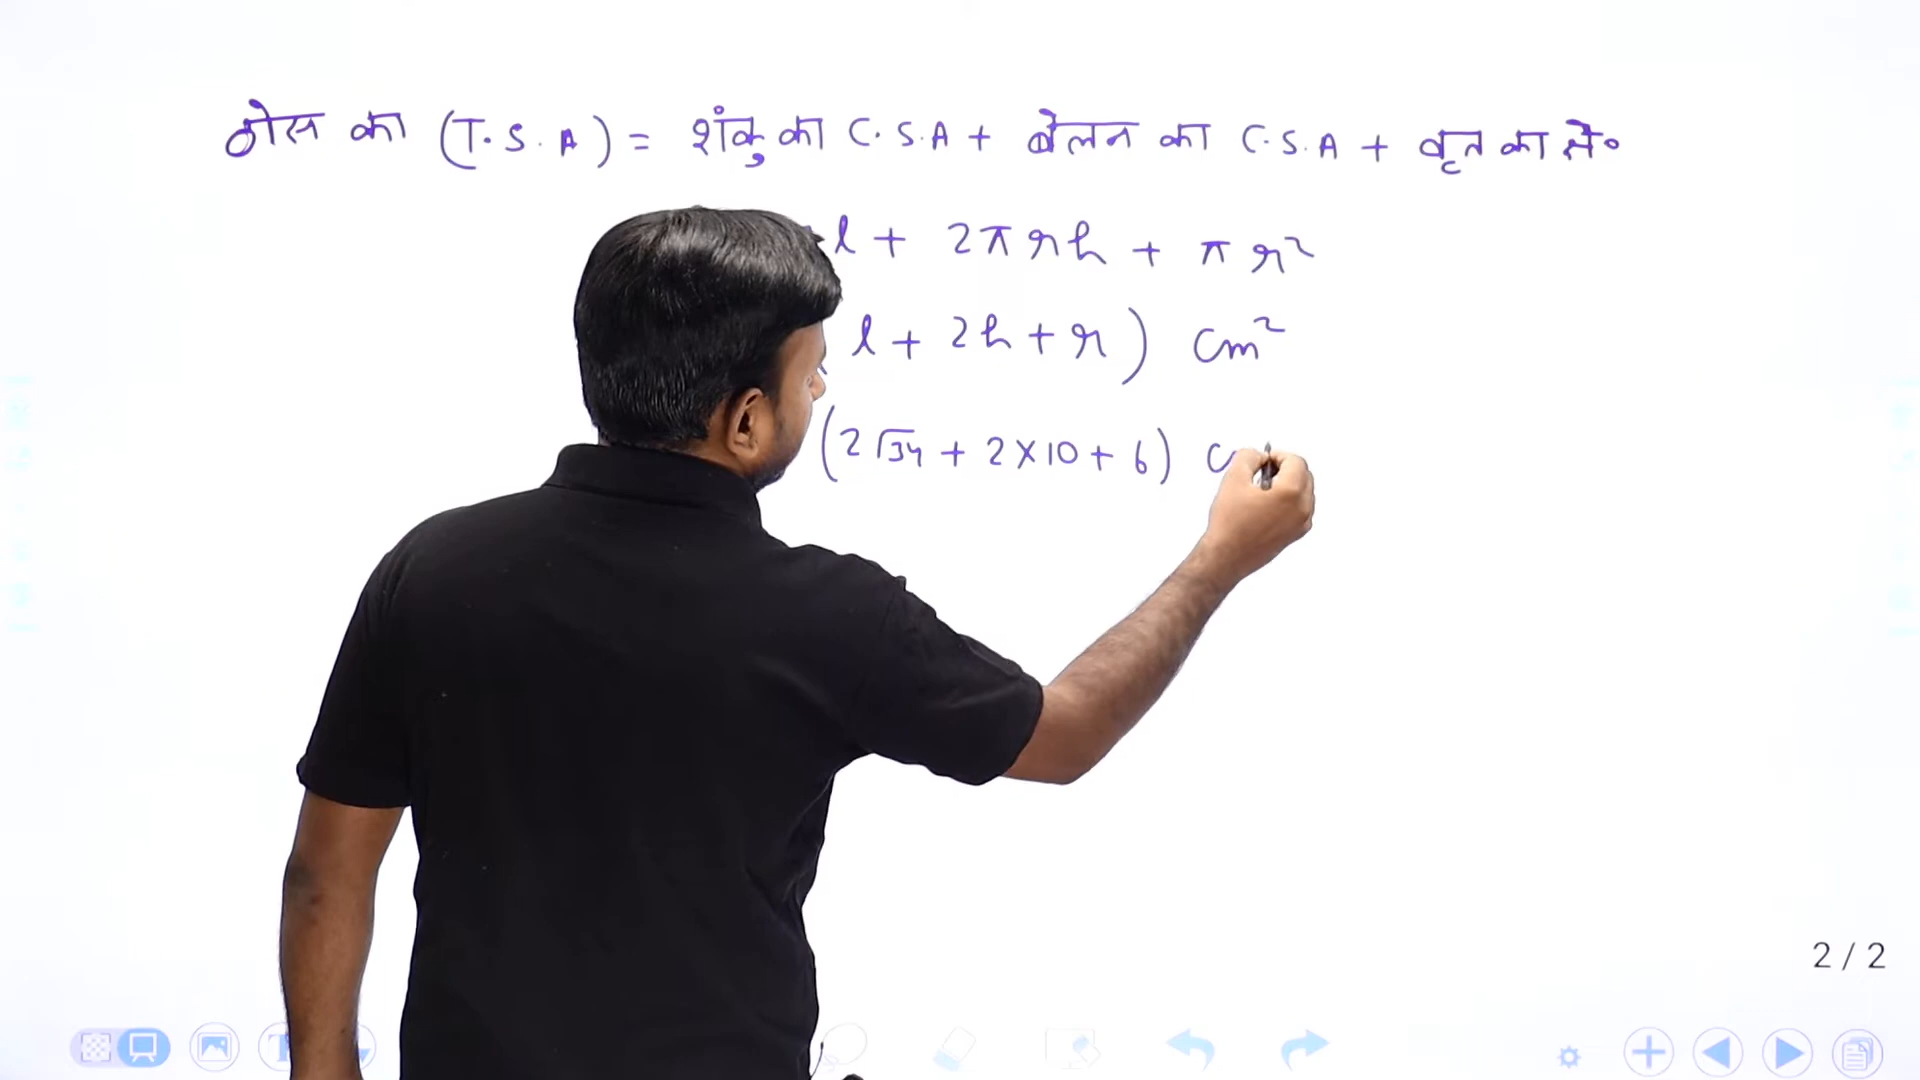 ठोस का (T.S.A) = शंकु का C.S.A + बेलन का C.S.A + वृत का क्षे०
l + 2πrh + πr²
l + 2h + r) cm²
(2√34 + 2×10 + 6) c
2 / 2